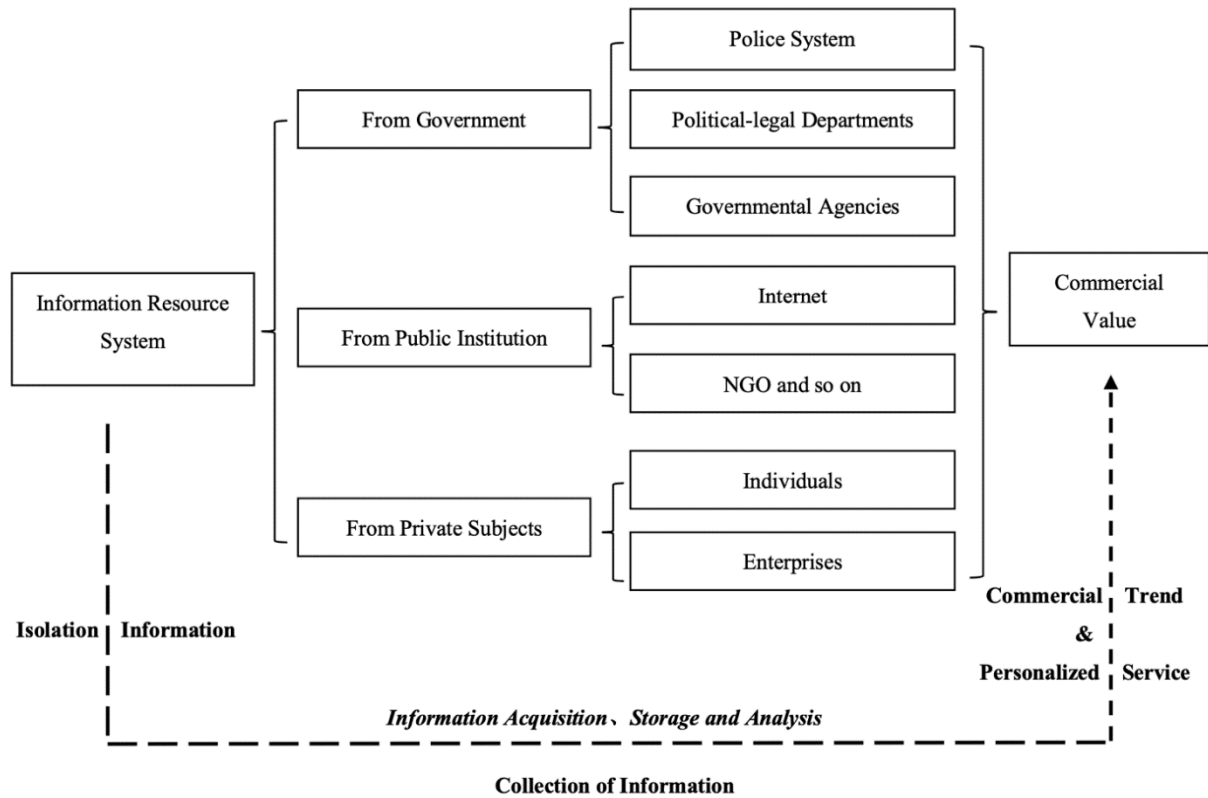 Police System
From Government
Political-legal Departments
Governmental Agencies
Information Resource
System
Commercial
Value
Internet
From Public Institution
NGO and so on
Individuals
From Private Subjects
Enterprises
Isolation Information
Commercial Trend
&
Personalized Service
Information Acquisition、Storage and Analysis
Collection of Information